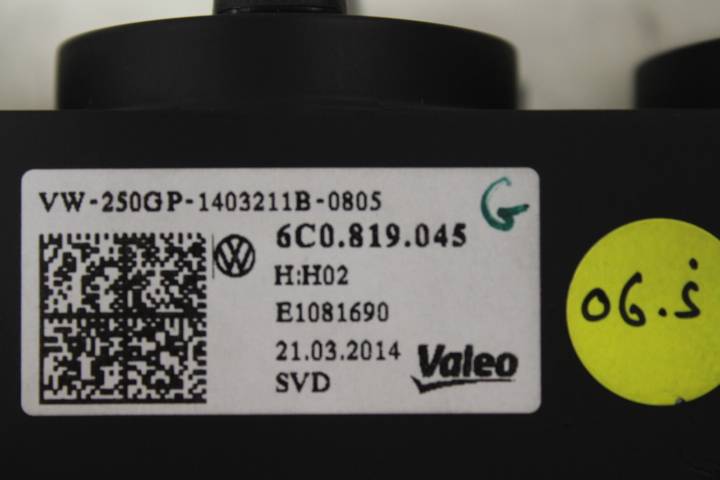 VW-250GP-1403211B-0805
G
6C0.819.045
H:H02
E1081690
21.03.2014
Valeo
SVD
06.i